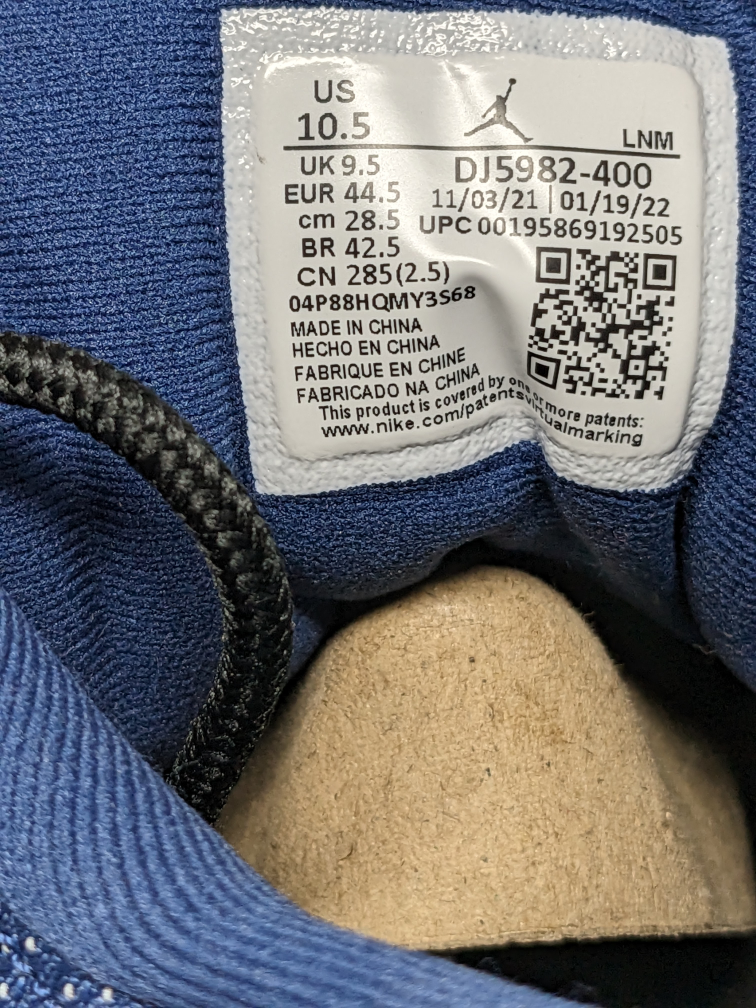 US
10.5
LNM
UK 9.5
DJ5982-400
EUR 44.5
11/03/21 | 01/19/22
cm 28.5
UPC 00195869192505
BR 42.5
CN 285(2.5)
04P88HQMY3S68
MADE IN CHINA
HECHO EN CHINA
FABRIQUE EN CHINE
FABRICADO NA CHINA
This product is covered by one or more patents:
www.nike.com/patentsvirtualmarking